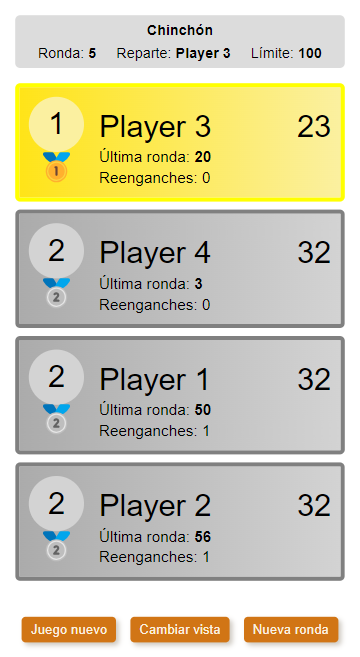 Chinchón
Ronda: 5 Reparte: Player 3 Límite: 100
1 Player 3 23
1 Última ronda: 20
Reenganches: 0
2 Player 4 32
2 Última ronda: 3
Reenganches: 0
2 Player 1 32
2 Última ronda: 50
Reenganches: 1
2 Player 2 32
2 Última ronda: 56
Reenganches: 1
Juego nuevo Cambiar vista Nueva ronda